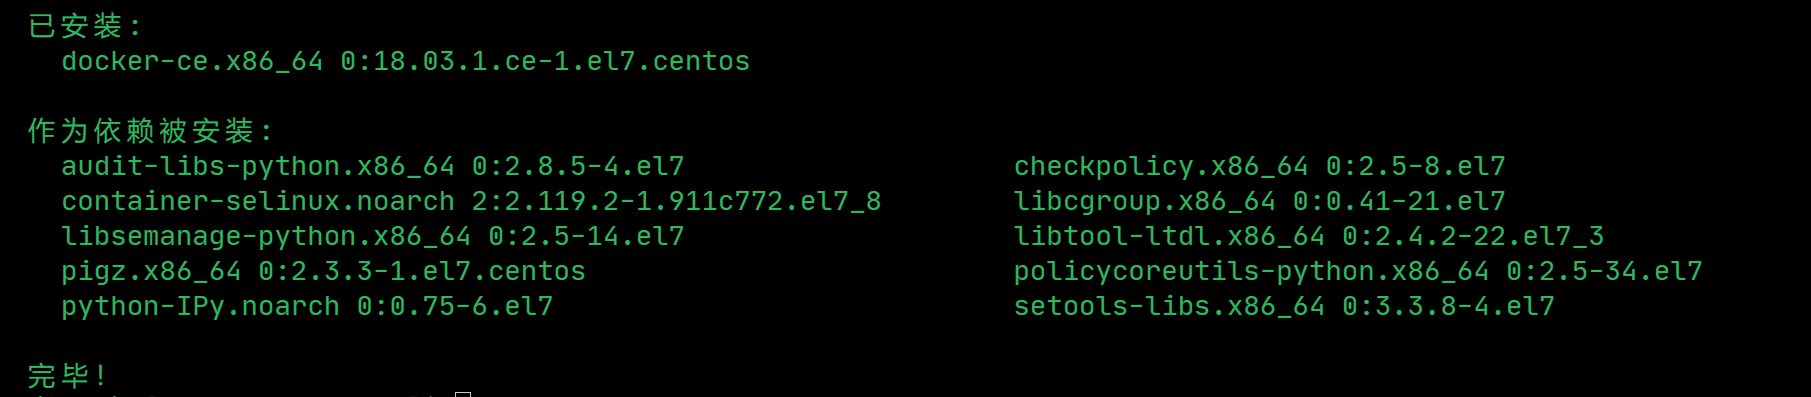 已安装:
docker-ce.x86_64 0:18.03.1.ce-1.el7.centos
作为依赖被安装:
audit-libs-python.x86_64 0:2.8.5-4.el7 checkpolicy.x86_64 0:2.5-8.el7
container-selinux.noarch 2:2.119.2-1.911c772.el7_8 libcgroup.x86_64 0:0.41-21.el7
libsemanage-python.x86_64 0:2.5-14.el7 libtool-ltdl.x86_64 0:2.4.2-22.el7_3
pigz.x86_64 0:2.3.3-1.el7.centos policycoreutils-python.x86_64 0:2.5-34.el7
python-IPy.noarch 0:0.75-6.el7 setools-libs.x86_64 0:3.3.8-4.el7
完毕!